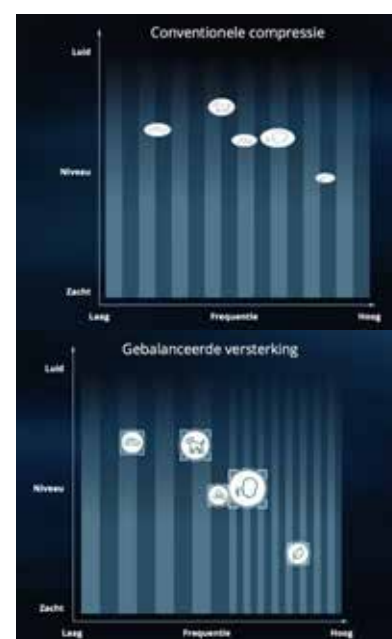 Conventionele compressie
Luid
Niveau
Zacht
Laag Frequentie Hoog
Gebalanceerde versterking
Luid
Niveau
Zacht
Laag Frequentie Hoog